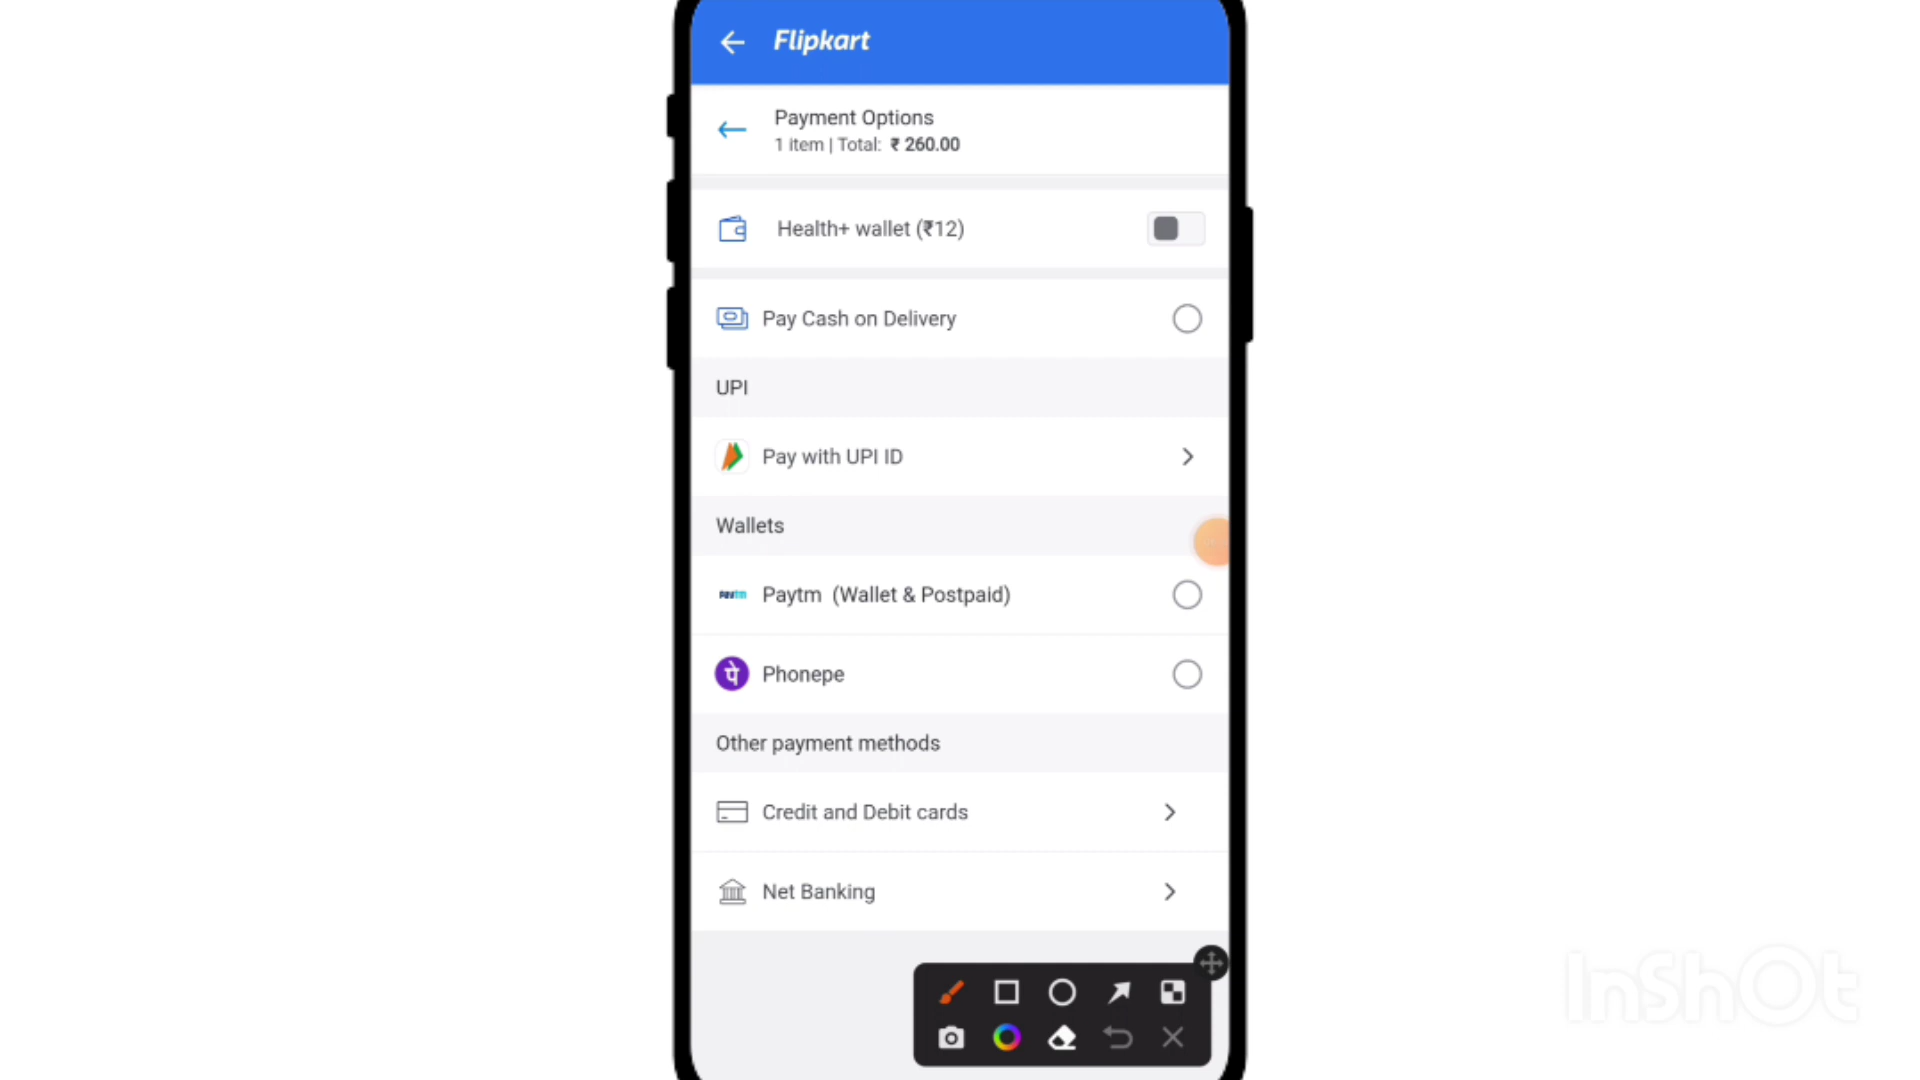 Flipkart
Payment Options
1 item | Total: ₹ 260.00
Health+ wallet (₹12)
Pay Cash on Delivery
UPI
Pay with UPI ID
Wallets
Paytm
Paytm (Wallet & Postpaid)
पे
Phonepe
Other payment methods
Credit and Debit cards
Net Banking
InShOt